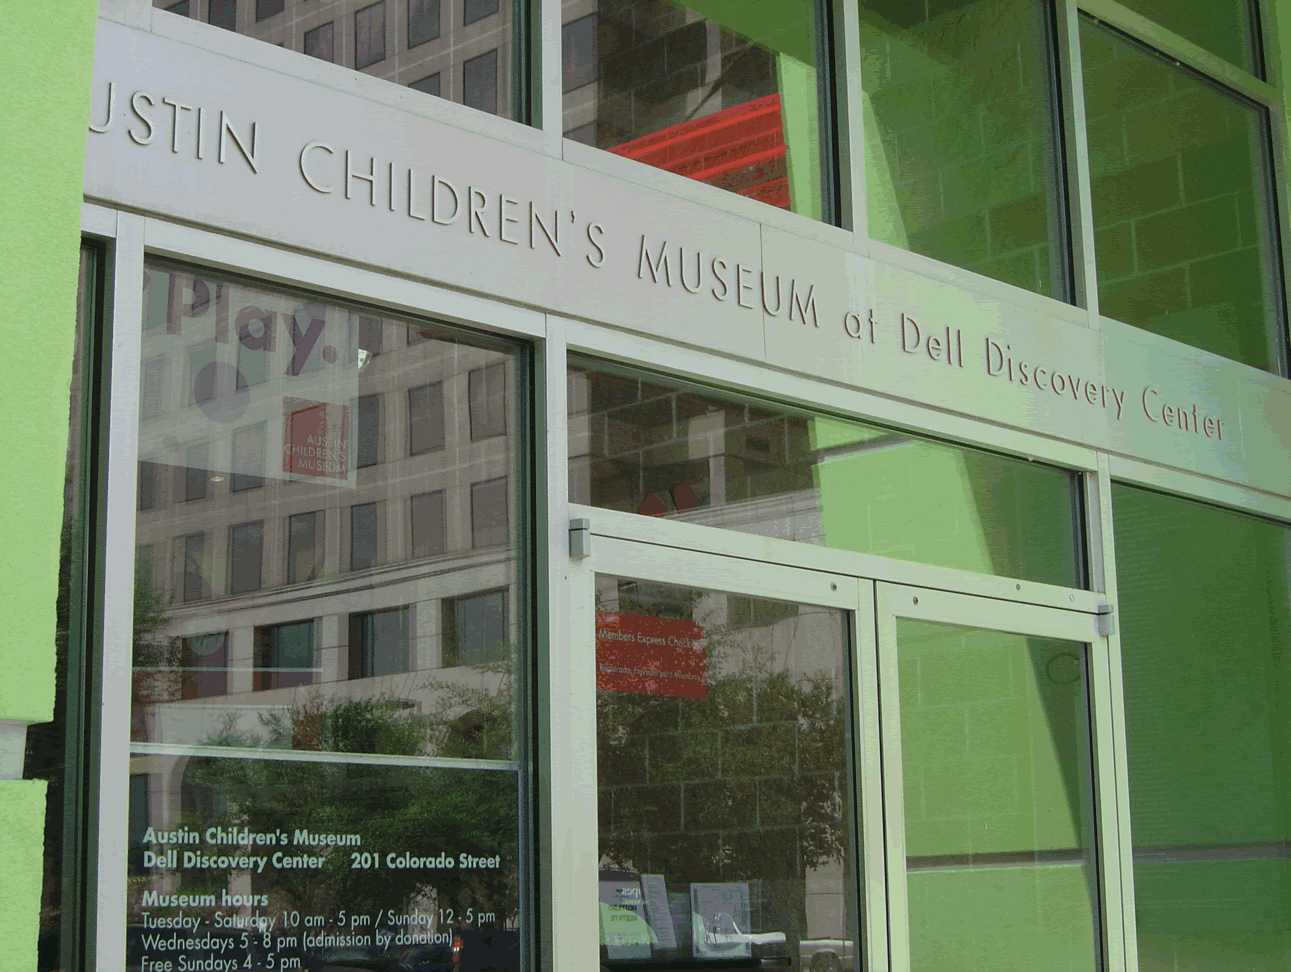 USTIN CHILDREN'S MUSEUM at Dell Discovery Center
Play.
AUSTIN
CHILDREN'S
MUSEUM
Members Express Check
Austin Children's Museum
Dell Discovery Center 201 Colorado Street
Museum hours
Tuesday - Saturday 10 am - 5 pm / Sunday 12 - 5 pm
Wednesdays 5 - 8 pm (admission by donation)
Free Sundays 4 - 5 pm